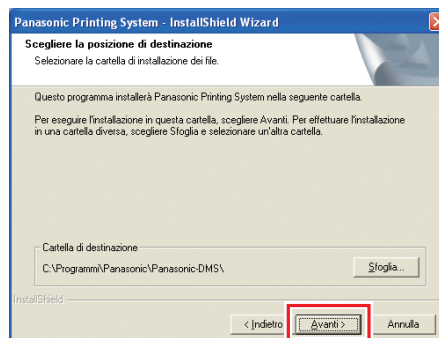 Panasonic Printing System - InstallShield Wizard
Scegliere la posizione di destinazione
Selezionare la cartella di installazione dei file.
Questo programma installerà Panasonic Printing System nella seguente cartella.
Per eseguire l'installazione in questa cartella, scegliere Avanti. Per effettuare l'installazione
in una cartella diversa, scegliere Sfoglia e selezionare un'altra cartella.
Cartella di destinazione
C:\Programmi\Panasonic\Panasonic-DMS\
Sfoglia...
InstallShield
< Indietro
Avanti >
Annulla